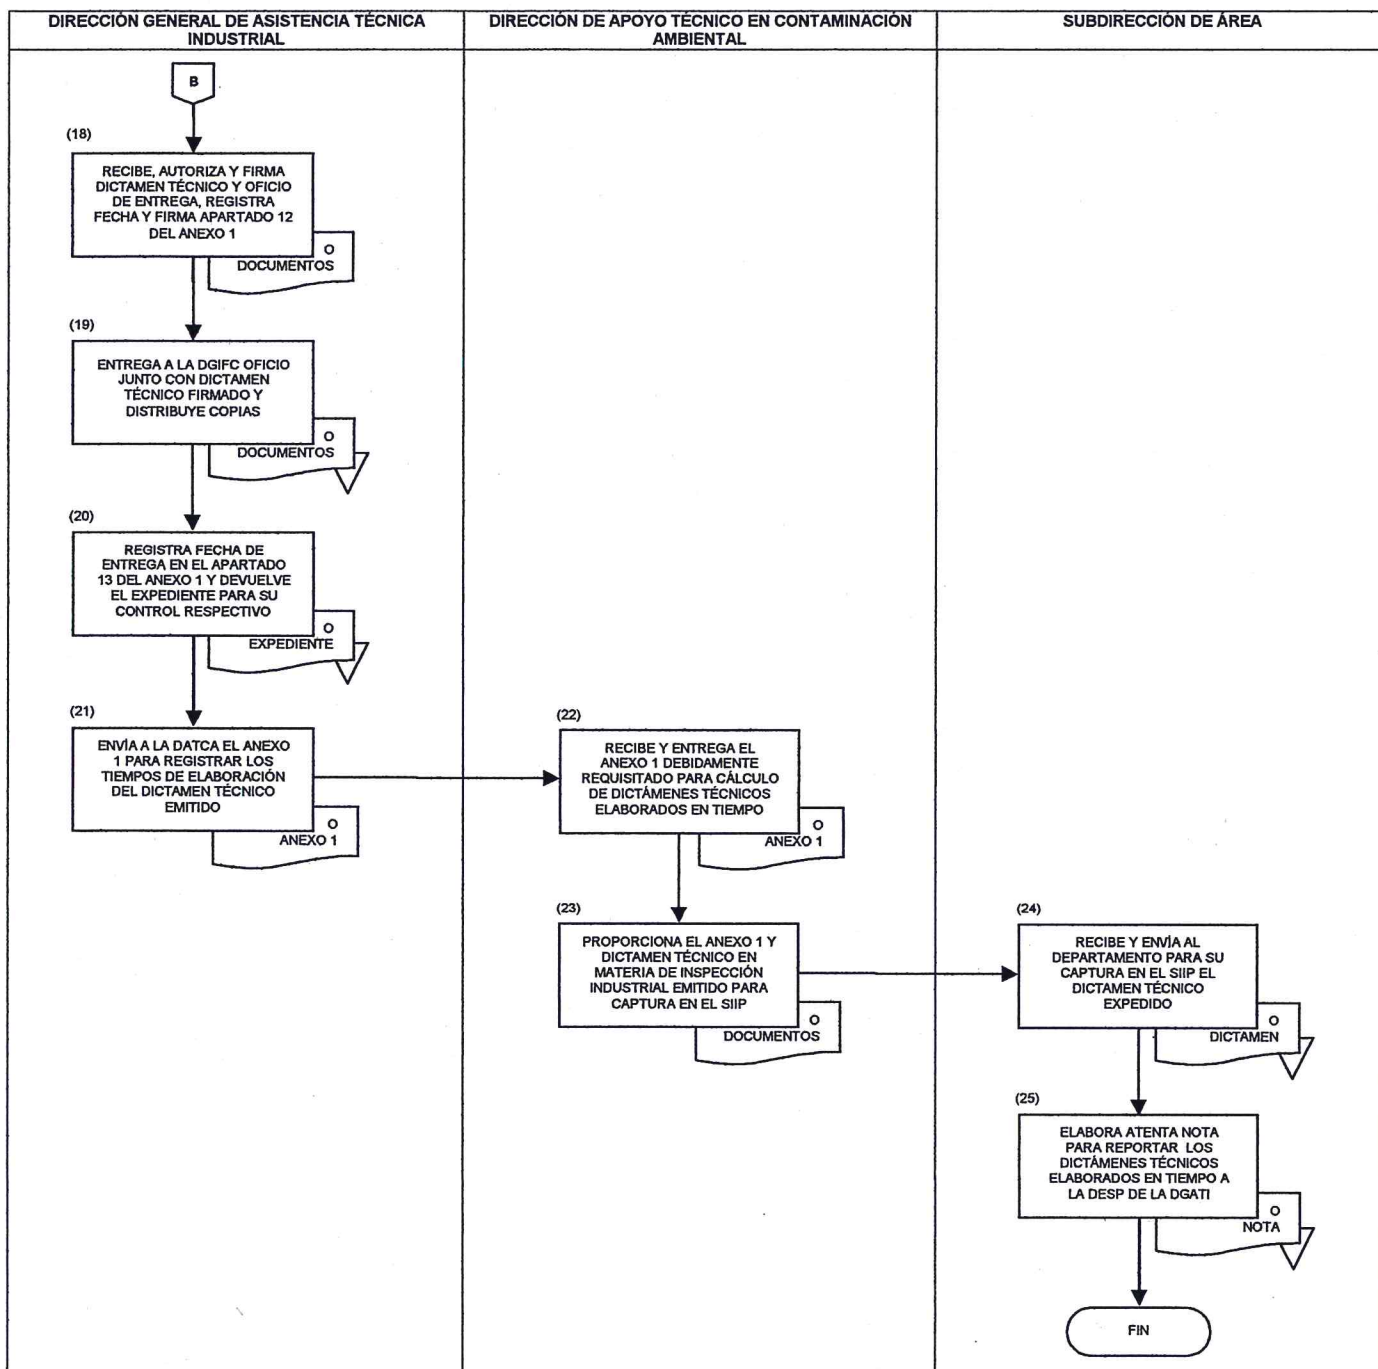 DIRECCIÓN GENERAL DE ASISTENCIA TÉCNICA
INDUSTRIAL
DIRECCIÓN DE APOYO TÉCNICO EN CONTAMINACIÓN
AMBIENTAL
SUBDIRECCIÓN DE ÁREA
B
(18)
RECIBE, AUTORIZA Y FIRMA
DICTAMEN TÉCNICO Y OFICIO
DE ENTREGA, REGISTRA
FECHA Y FIRMA APARTADO 12
DEL ANEXO 1
O
DOCUMENTOS
(19)
ENTREGA A LA DGIFC OFICIO
JUNTO CON DICTAMEN
TÉCNICO FIRMADO Y
DISTRIBUYE COPIAS
O
DOCUMENTOS
(20)
REGISTRA FECHA DE
ENTREGA EN EL APARTADO
13 DEL ANEXO 1 Y DEVUELVE
EL EXPEDIENTE PARA SU
CONTROL RESPECTIVO
O
EXPEDIENTE
(21)
ENVÍA A LA DATCA EL ANEXO
1 PARA REGISTRAR LOS
TIEMPOS DE ELABORACIÓN
DEL DICTAMEN TÉCNICO
EMITIDO
O
ANEXO 1
(22)
RECIBE Y ENTREGA EL
ANEXO 1 DEBIDAMENTE
REQUISITADO PARA CÁLCULO
DE DICTÁMENES TÉCNICOS
ELABORADOS EN TIEMPO
O
ANEXO 1
(23)
PROPORCIONA EL ANEXO 1 Y
DICTAMEN TÉCNICO EN
MATERIA DE INSPECCIÓN
INDUSTRIAL EMITIDO PARA
CAPTURA EN EL SIIP
O
DOCUMENTOS
(24)
RECIBE Y ENVÍA AL
DEPARTAMENTO PARA SU
CAPTURA EN EL SIIP EL
DICTAMEN TÉCNICO
EXPEDIDO
O
DICTAMEN
(25)
ELABORA ATENTA NOTA
PARA REPORTAR LOS
DICTÁMENES TÉCNICOS
ELABORADOS EN TIEMPO A
LA DESP DE LA DGATI
O
NOTA
FIN